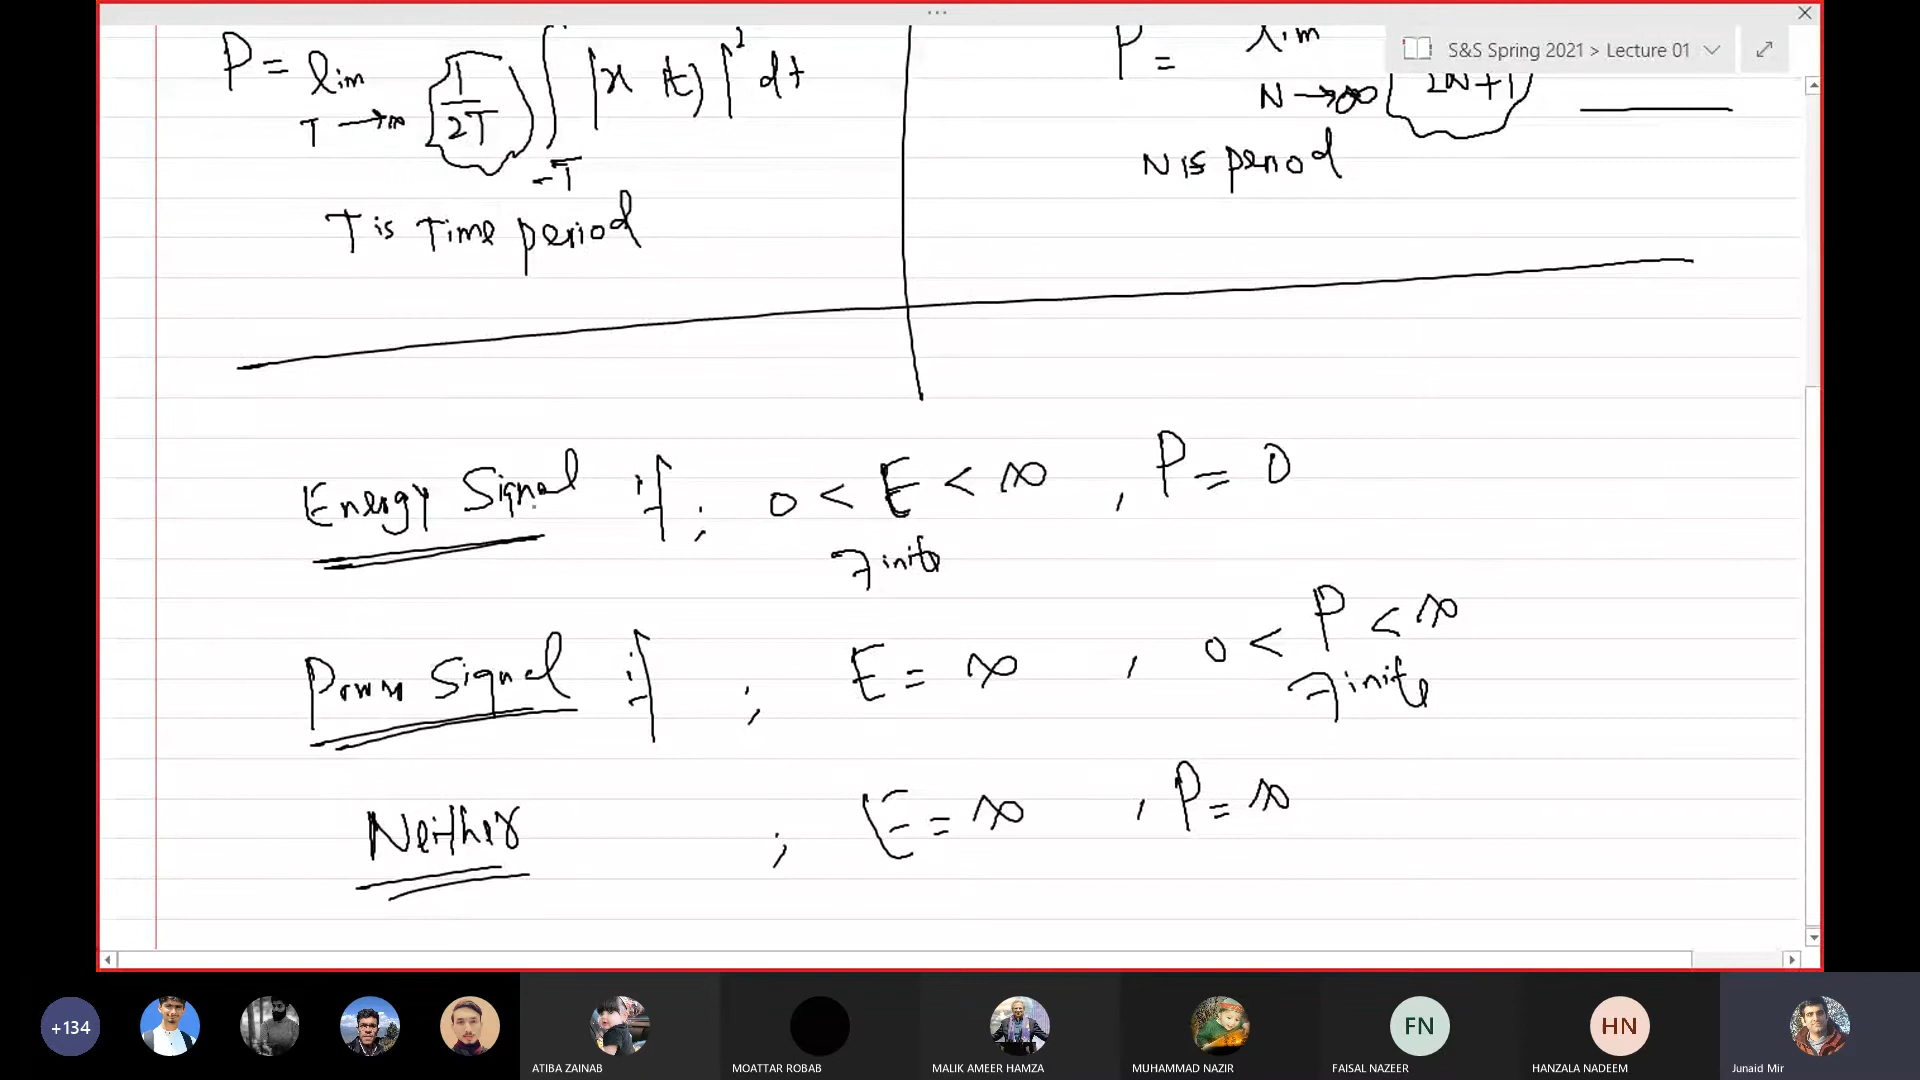 S&S Spring 2021 > Lecture 01
P = lim T → ∞ 1/2T ∫ -T |x(t)|² dt
T is Time period
P = lim N → ∞ 2N+1
N is period
Energy Signal if ; 0 < E < ∞ , P = 0
Finite
Power Signal if ; E = ∞ , 0 < P < ∞
Finite
Neither ; E = ∞ , P = ∞
+134
FN
HN
ATIBA ZAINAB
MOATTAR ROBAB
MALIK AMEER HAMZA
MUHAMMAD NAZIR
FAISAL NAZEER
HANZALA NADEEM
Junaid Mir